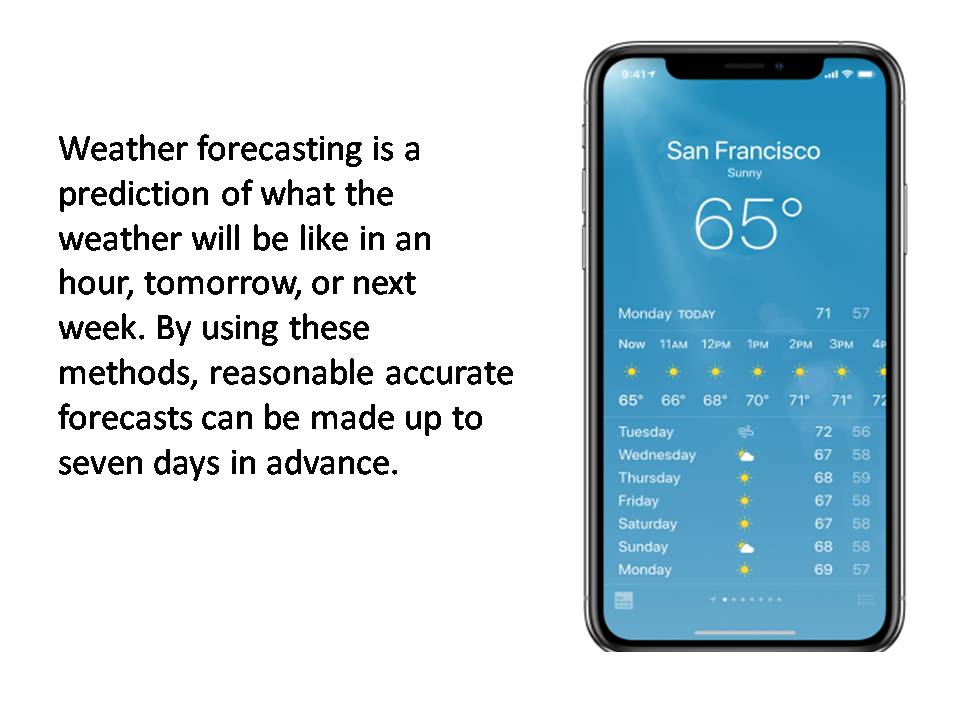 Weather forecasting is a
prediction of what the
weather will be like in an
hour, tomorrow, or next
week. By using these
methods, reasonable accurate
forecasts can be made up to
seven days in advance.
9:41
San Francisco
Sunny
65°
Monday TODAY 71 57
Now 11AM 12PM 1PM 2PM 3PM 4P
65° 66° 68° 70° 71° 71° 72
Tuesday 72 56
Wednesday 67 58
Thursday 68 59
Friday 67 58
Saturday 67 58
Sunday 68 58
Monday 69 57